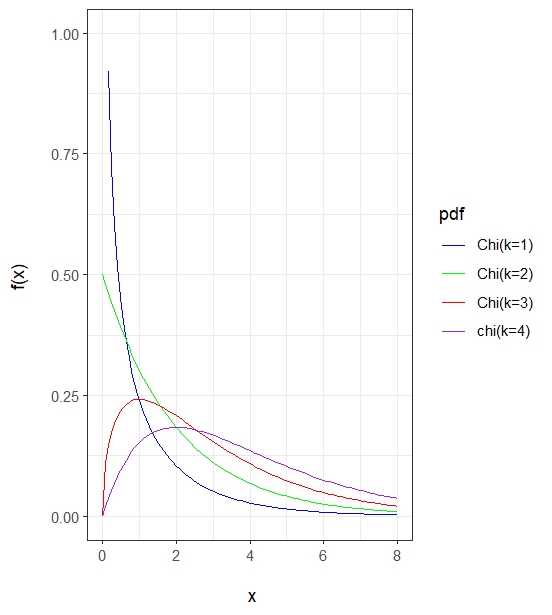 1.00
0.75
0.50
0.25
0.00
f(x)
0 2 4 6 8
x
pdf
Chi(k=1)
Chi(k=2)
Chi(k=3)
chi(k=4)